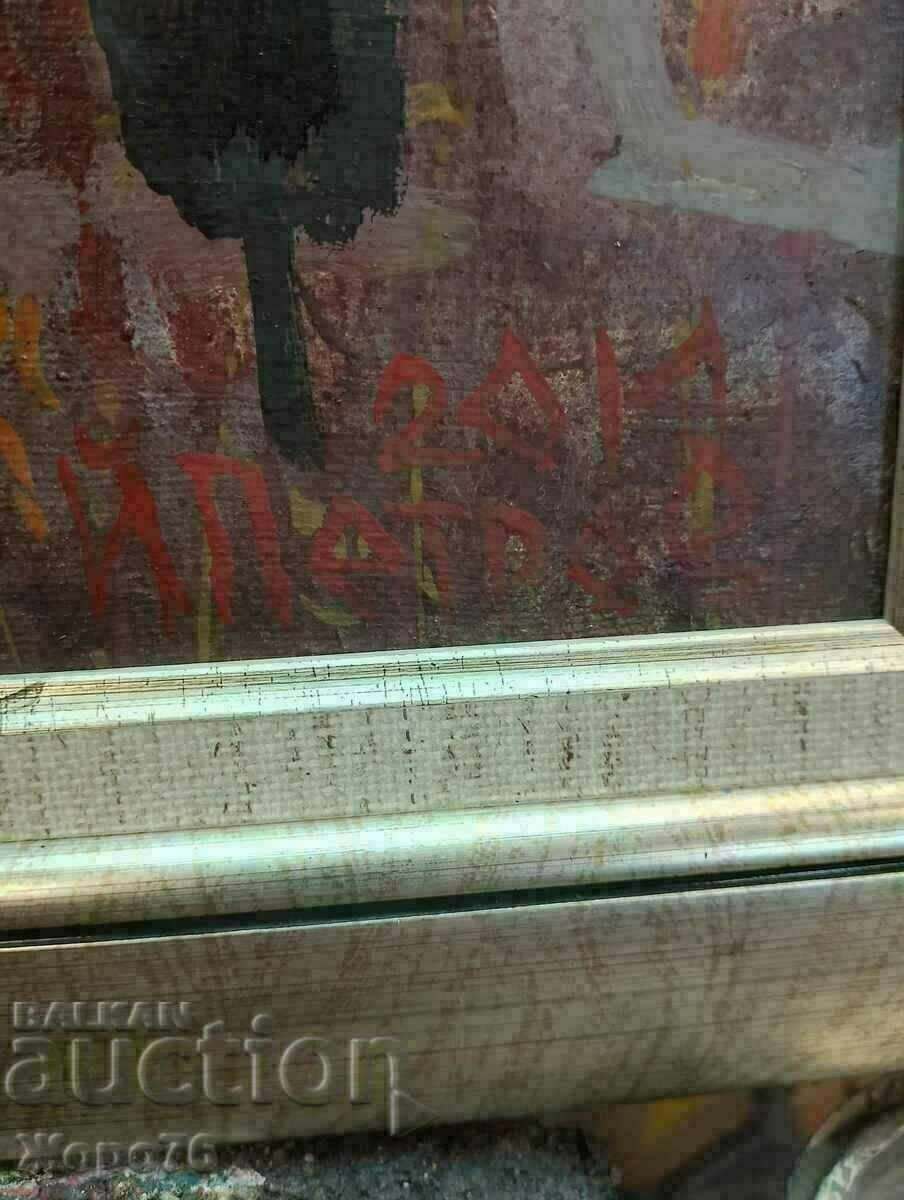 2017
Й Петров
BALKAN
auction
Жоро76